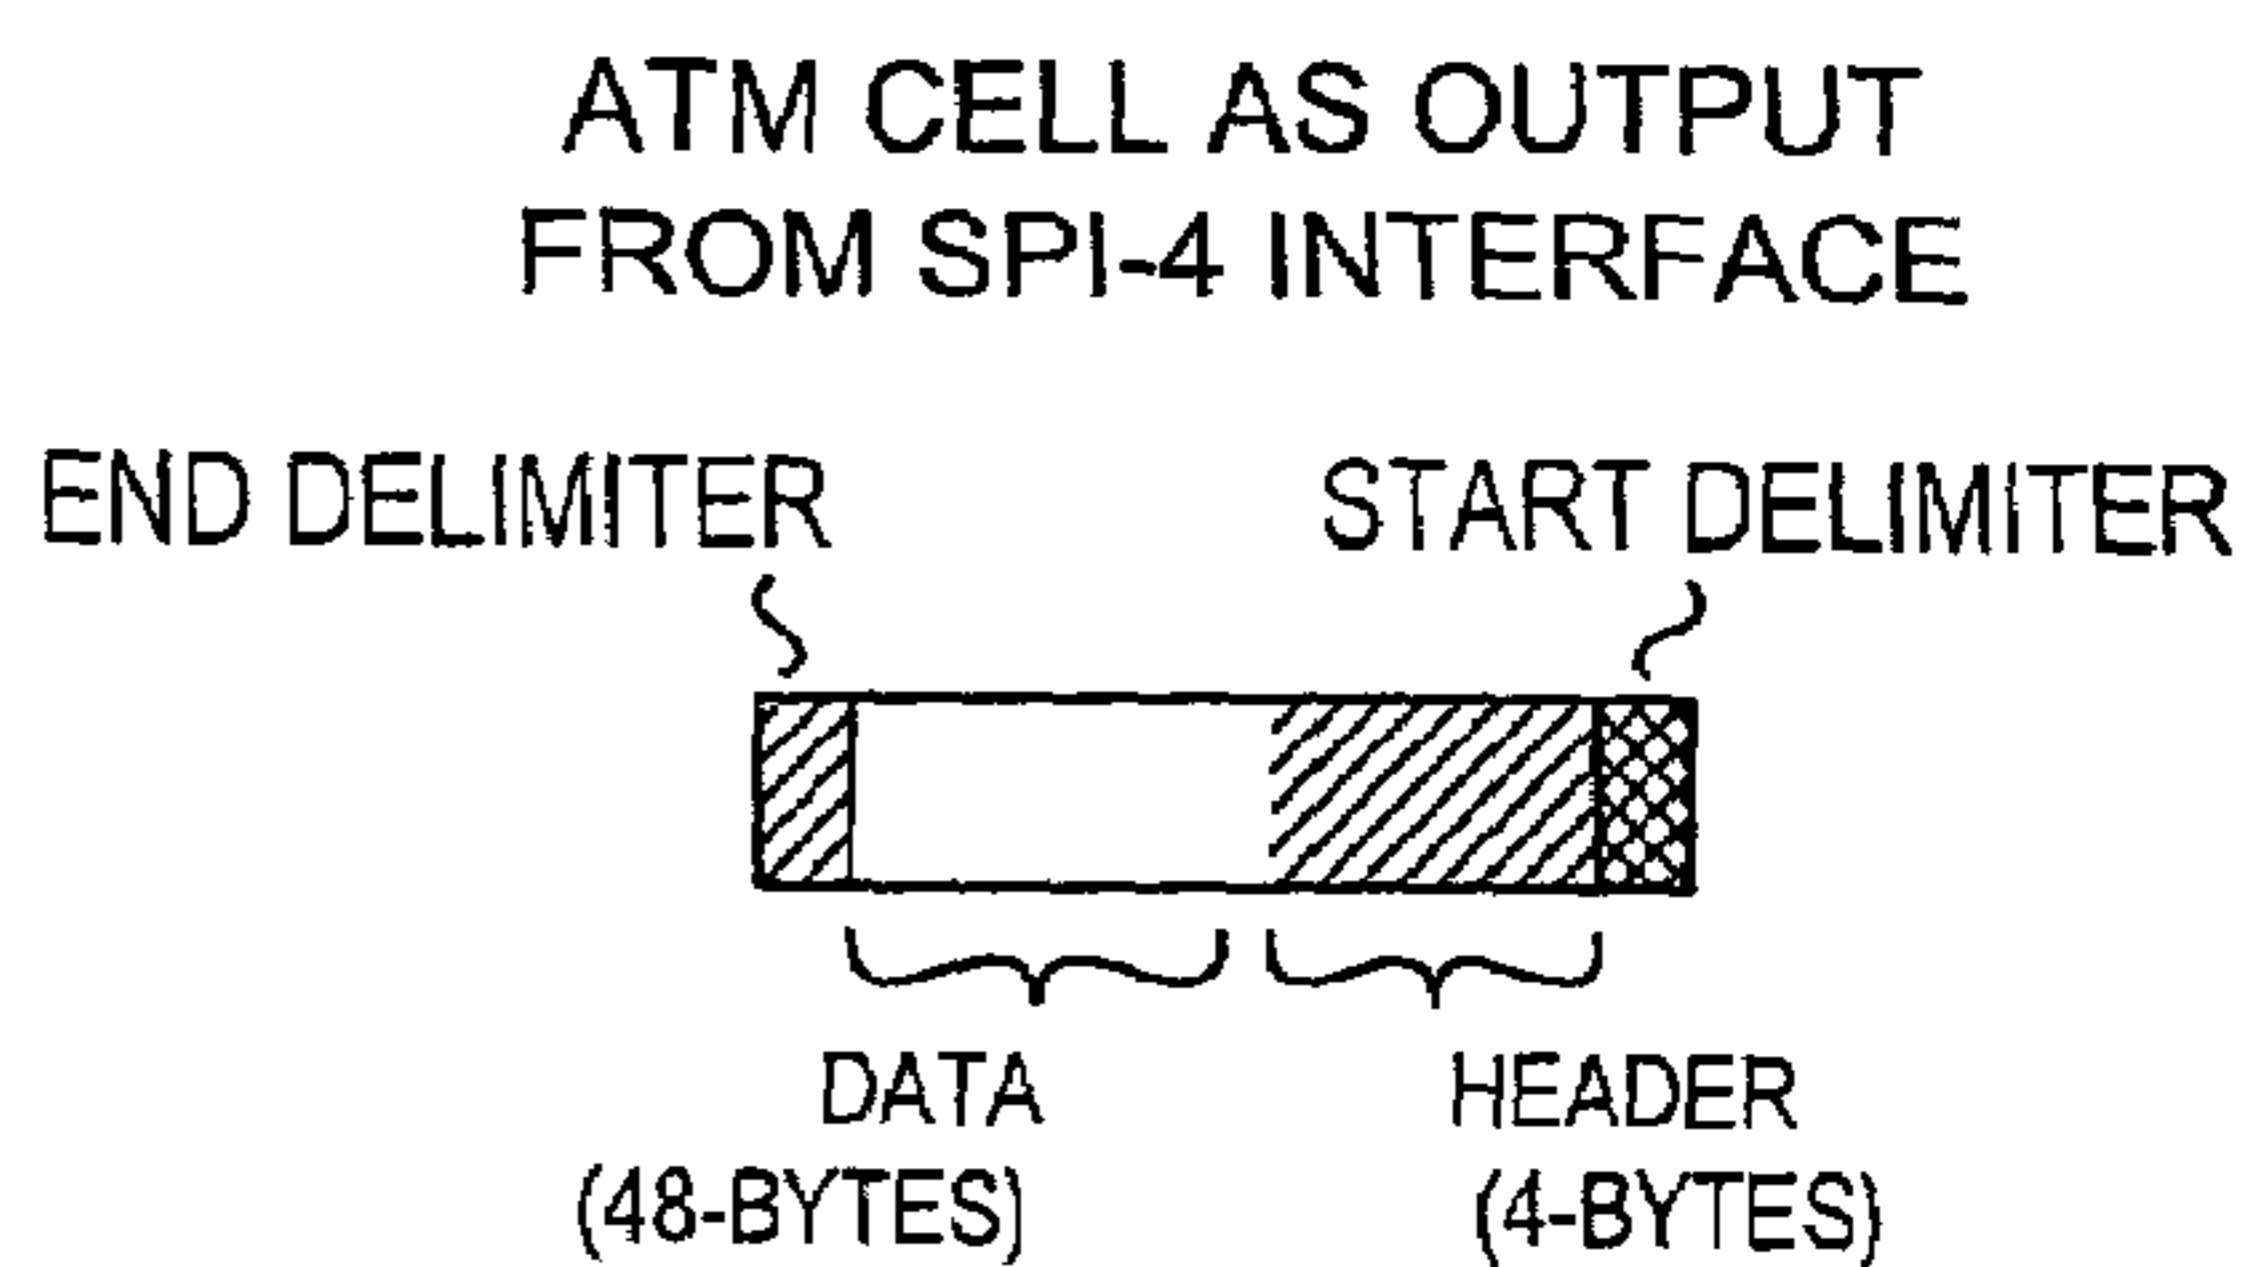 ATM CELL AS OUTPUT
FROM SPI-4 INTERFACE
END DELIMITER
START DELIMITER
DATA
(48-BYTES)
HEADER
(4-BYTES)